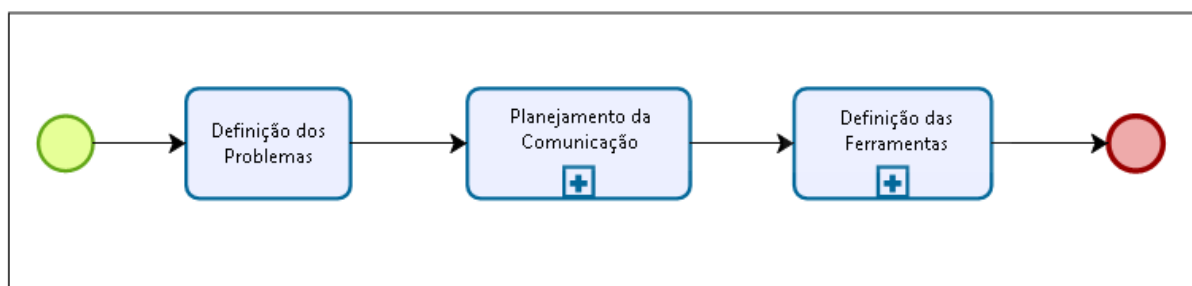 Definição dos
Problemas
Planejamento da
Comunicação
Definição das
Ferramentas